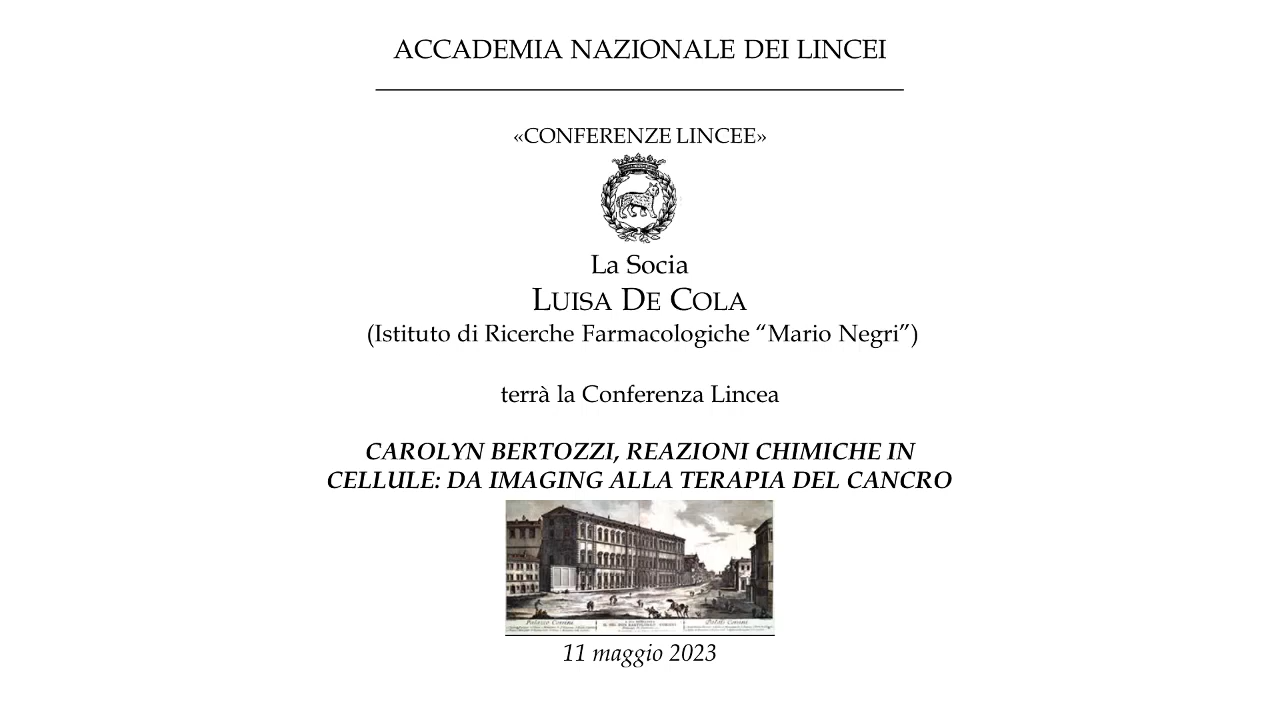 ACCADEMIA NAZIONALE DEI LINCEI
«CONFERENZE LINCEE»
La Socia
LUISA DE COLA
(Istituto di Ricerche Farmacologiche “Mario Negri”)
terrà la Conferenza Lincea
CAROLYN BERTOZZI, REAZIONI CHIMICHE IN
CELLULE: DA IMAGING ALLA TERAPIA DEL CANCRO
Palazzo Corsini
11 maggio 2023